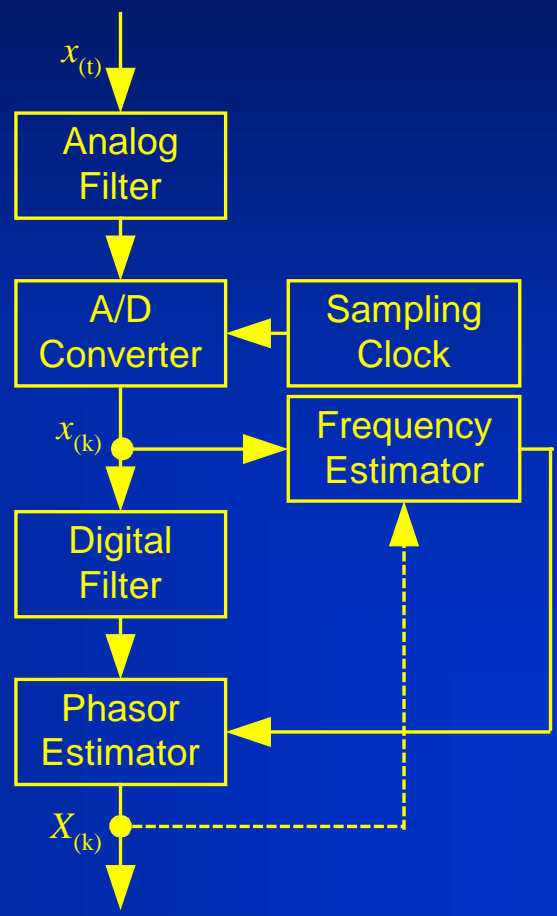 x(t)
Analog
Filter
A/D
Converter
Sampling
Clock
x(k)
Frequency
Estimator
Digital
Filter
Phasor
Estimator
X(k)